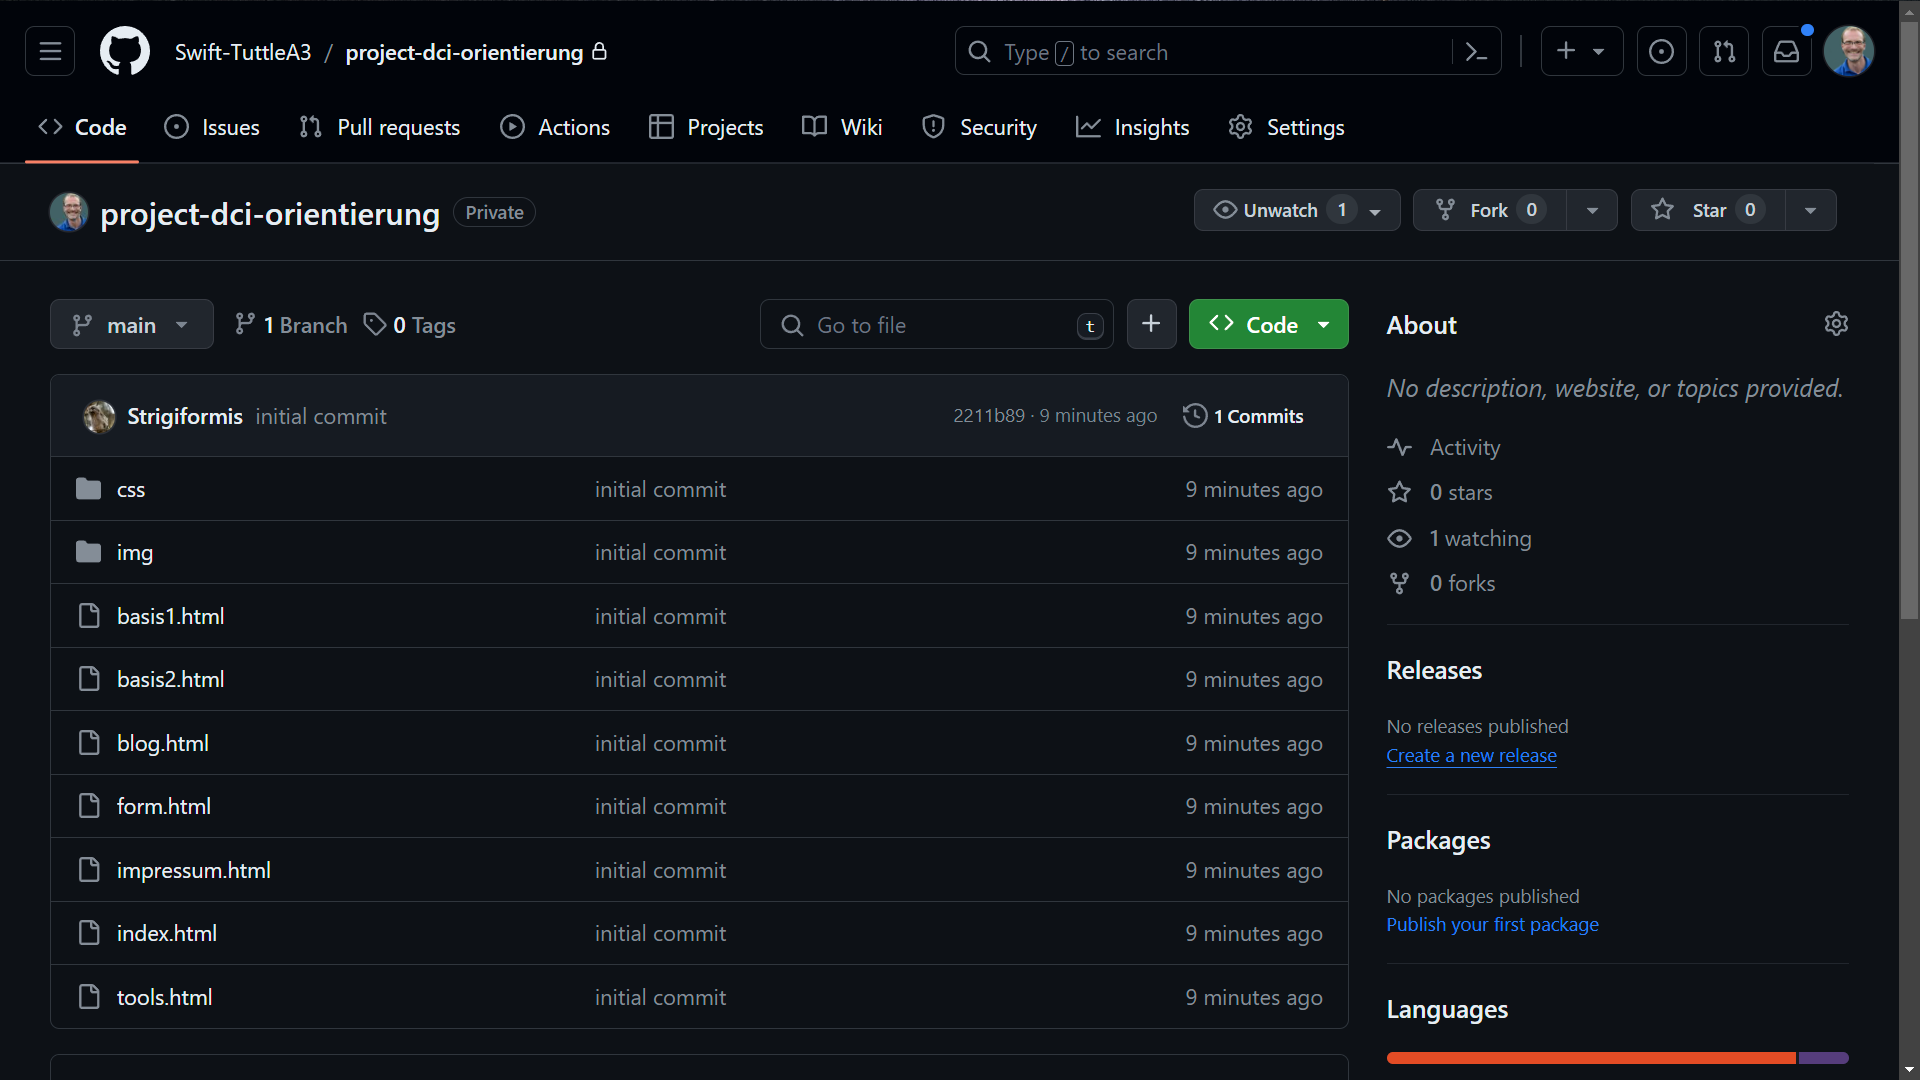 Swift-TuttleA3 / project-dci-orientierung
Type / to search
Code Issues Pull requests Actions Projects Wiki Security Insights Settings
project-dci-orientierung Private
Unwatch 1 Fork 0 Star 0
main 1 Branch 0 Tags
Go to file t
Code
Strigiformis initial commit 2211b89 · 9 minutes ago 1 Commits
css initial commit 9 minutes ago
img initial commit 9 minutes ago
basis1.html initial commit 9 minutes ago
basis2.html initial commit 9 minutes ago
blog.html initial commit 9 minutes ago
form.html initial commit 9 minutes ago
impressum.html initial commit 9 minutes ago
index.html initial commit 9 minutes ago
tools.html initial commit 9 minutes ago
About
No description, website, or topics provided.
Activity
0 stars
1 watching
0 forks
Releases
No releases published
Create a new release
Packages
No packages published
Publish your first package
Languages